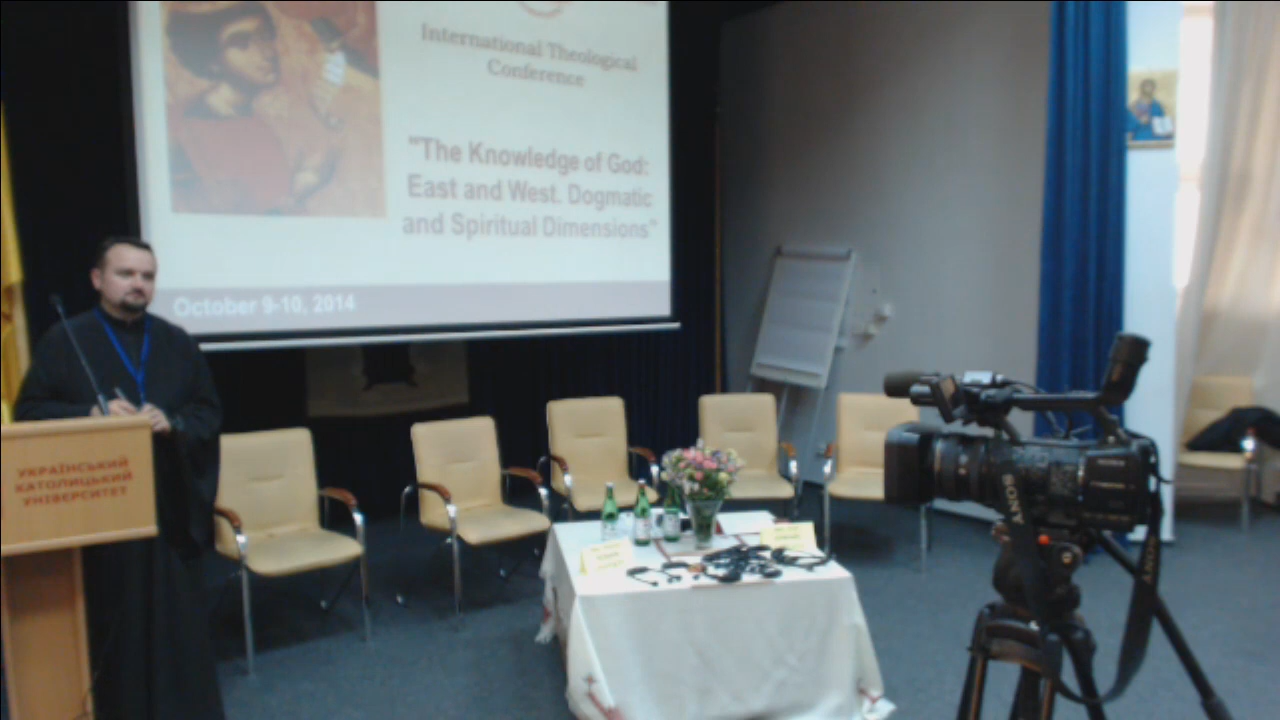 International Theological
Conference
"The Knowledge of God:
East and West. Dogmatic
and Spiritual Dimensions"
October 9-10, 2014
УКРАЇНСЬКИЙ
КАТОЛИЦЬКИЙ
УНІВЕРСИТЕТ
SONY
SONY